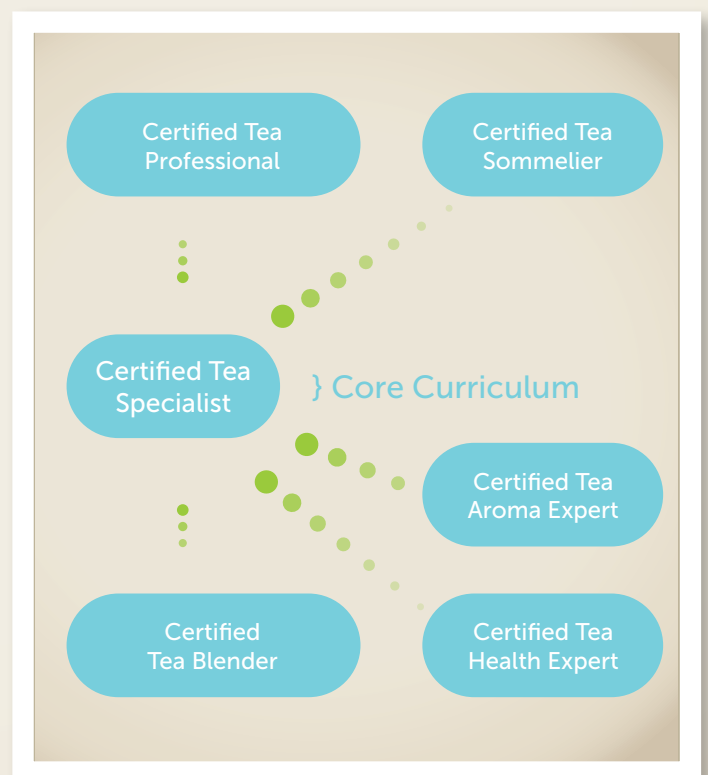 Certified Tea
Professional
Certified Tea
Sommelier
Certified Tea
Specialist
} Core Curriculum
Certified Tea
Aroma Expert
Certified
Tea Blender
Certified Tea
Health Expert